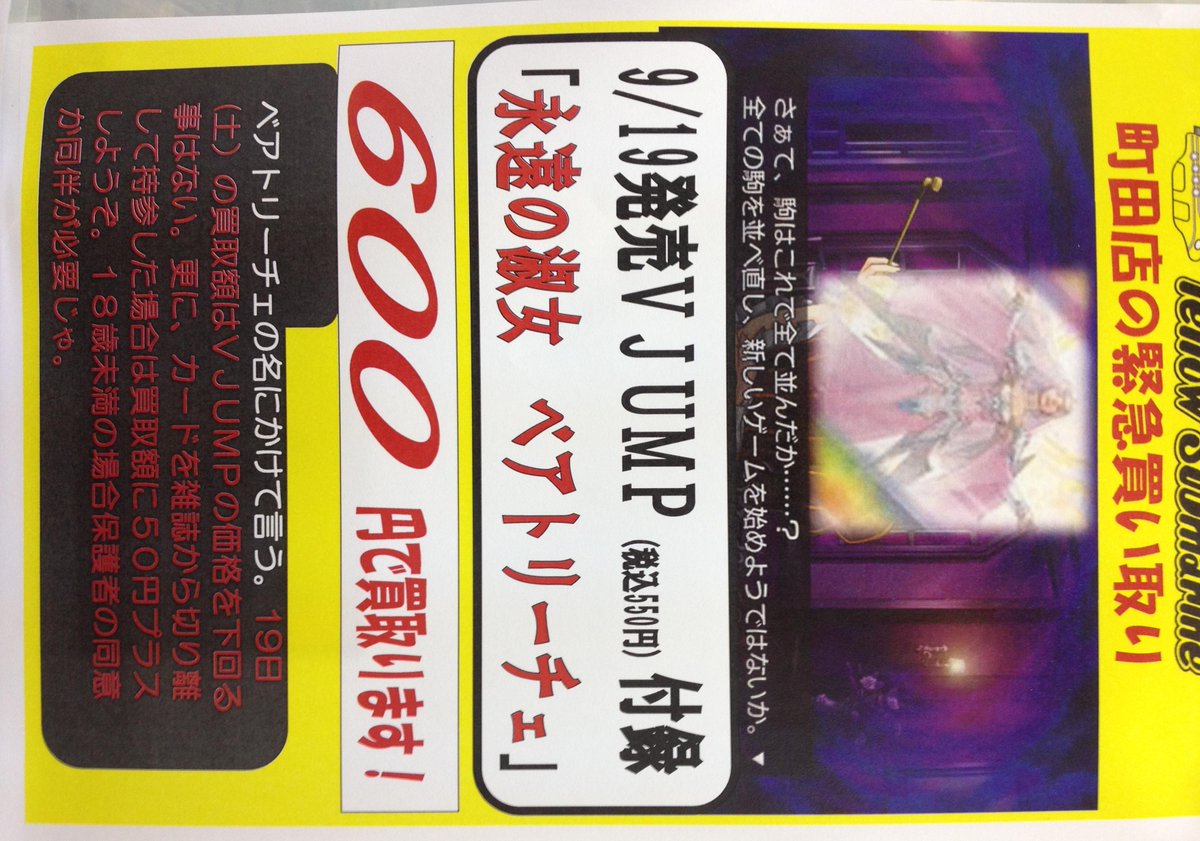 Yellow Submarine
町田店の緊急買い取り
さぁて、駒はこれで全て並んだか……?
全ての駒を並べ直し、新しいゲームを始めようではないか。▼
9/19発売V JUMP(税込550円)付録
「永遠の淑女 ベアトリーチェ」
600円で買取ります!
ベアトリーチェの名にかけて言う。19日
(土)の買取額はVJUMPの価格を下回る
事はない。更に、カードを雑誌から切り離
して持参した場合は買取額に50円プラス
しようぞ。18歳未満の場合保護者の同意
か同伴が必要じゃ。